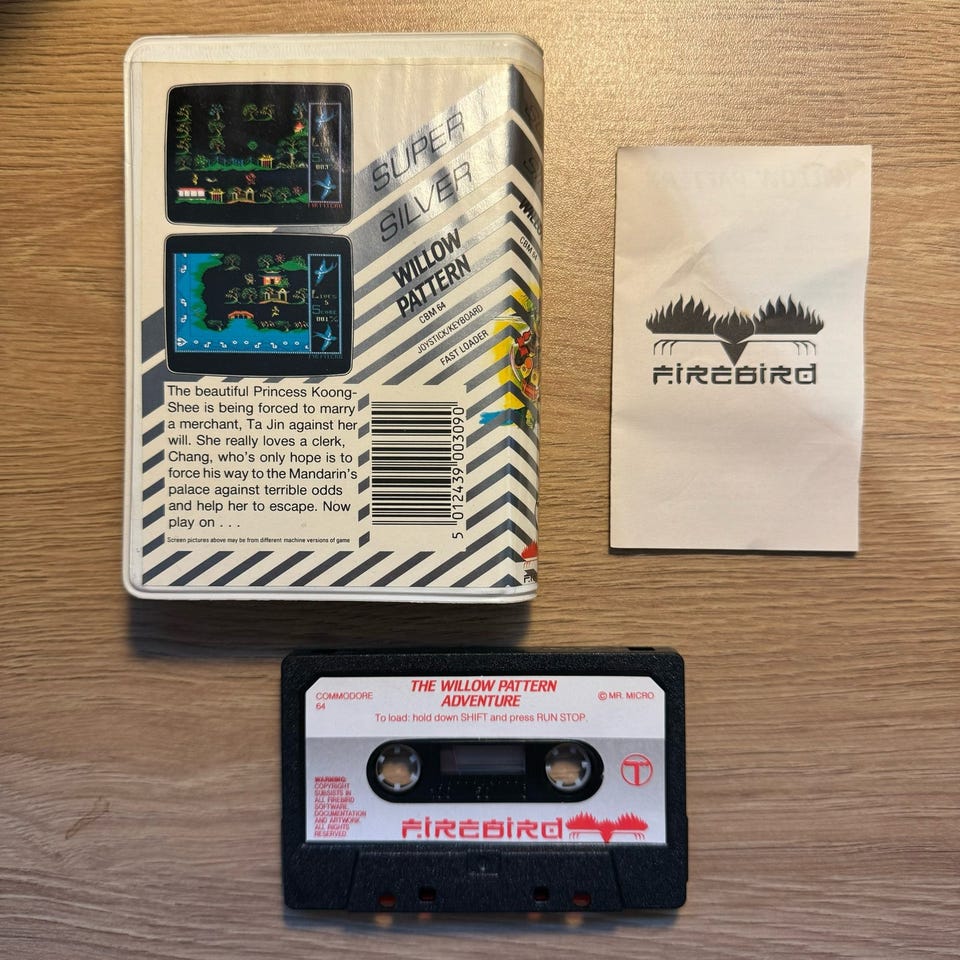 SUPER
SILVER
WILLOW
PATTERN
CBM 64
JOYSTICK/KEYBOARD
FAST LOADER
The beautiful Princess Koong-
Shee is being forced to marry
a merchant, Ta Jin against her
will. She really loves a clerk,
Chang, who's only hope is to
force his way to the Mandarin's
palace against terrible odds
and help her to escape. Now
play on . . .
Screen pictures above may be from different machine versions of game
5 012439 003090
CBM 64
FIREBIRD
COMMODORE
64
THE WILLOW PATTERN
ADVENTURE
© MR. MICRO
To load: hold down SHIFT and press RUN STOP.
WARNING:
COPYRIGHT
SUBSISTS IN
ALL FIREBIRD
SOFTWARE,
DOCUMENTATION
AND ARTWORK.
ALL RIGHTS
RESERVED.
T
FIREBIRD